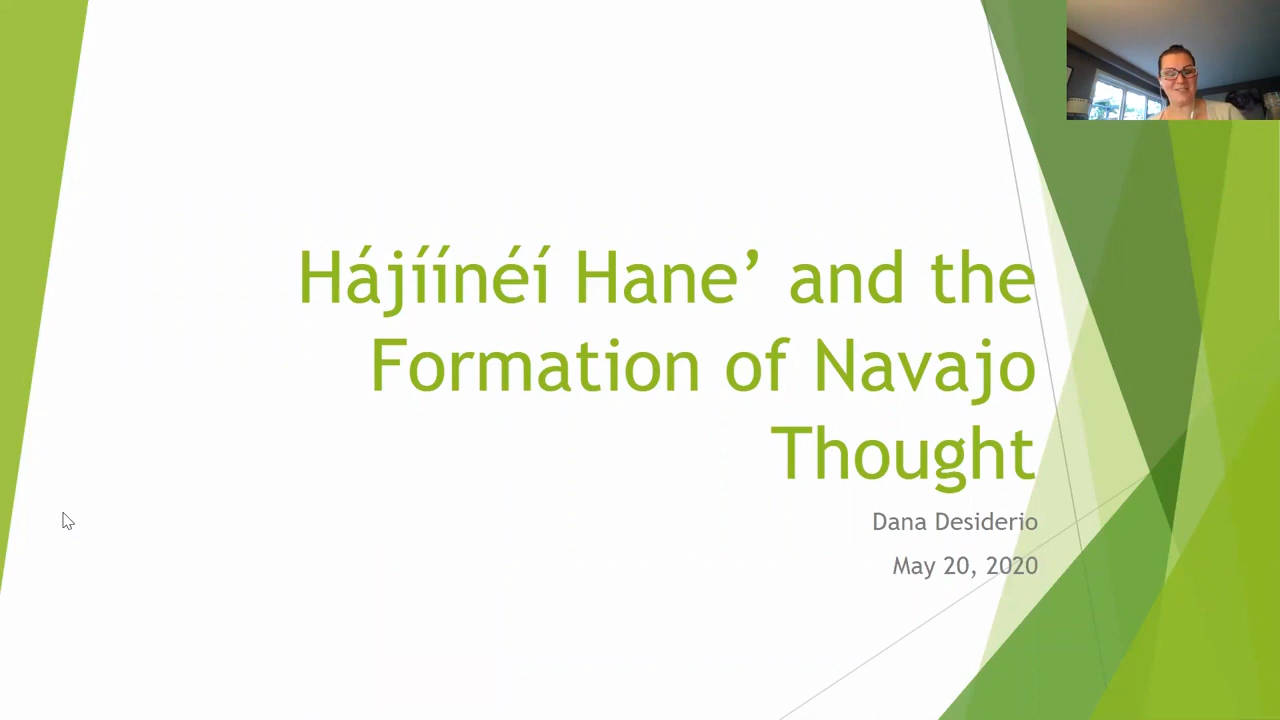 Hájíínéí Hane’ and the
Formation of Navajo
Thought
Dana Desiderio
May 20, 2020